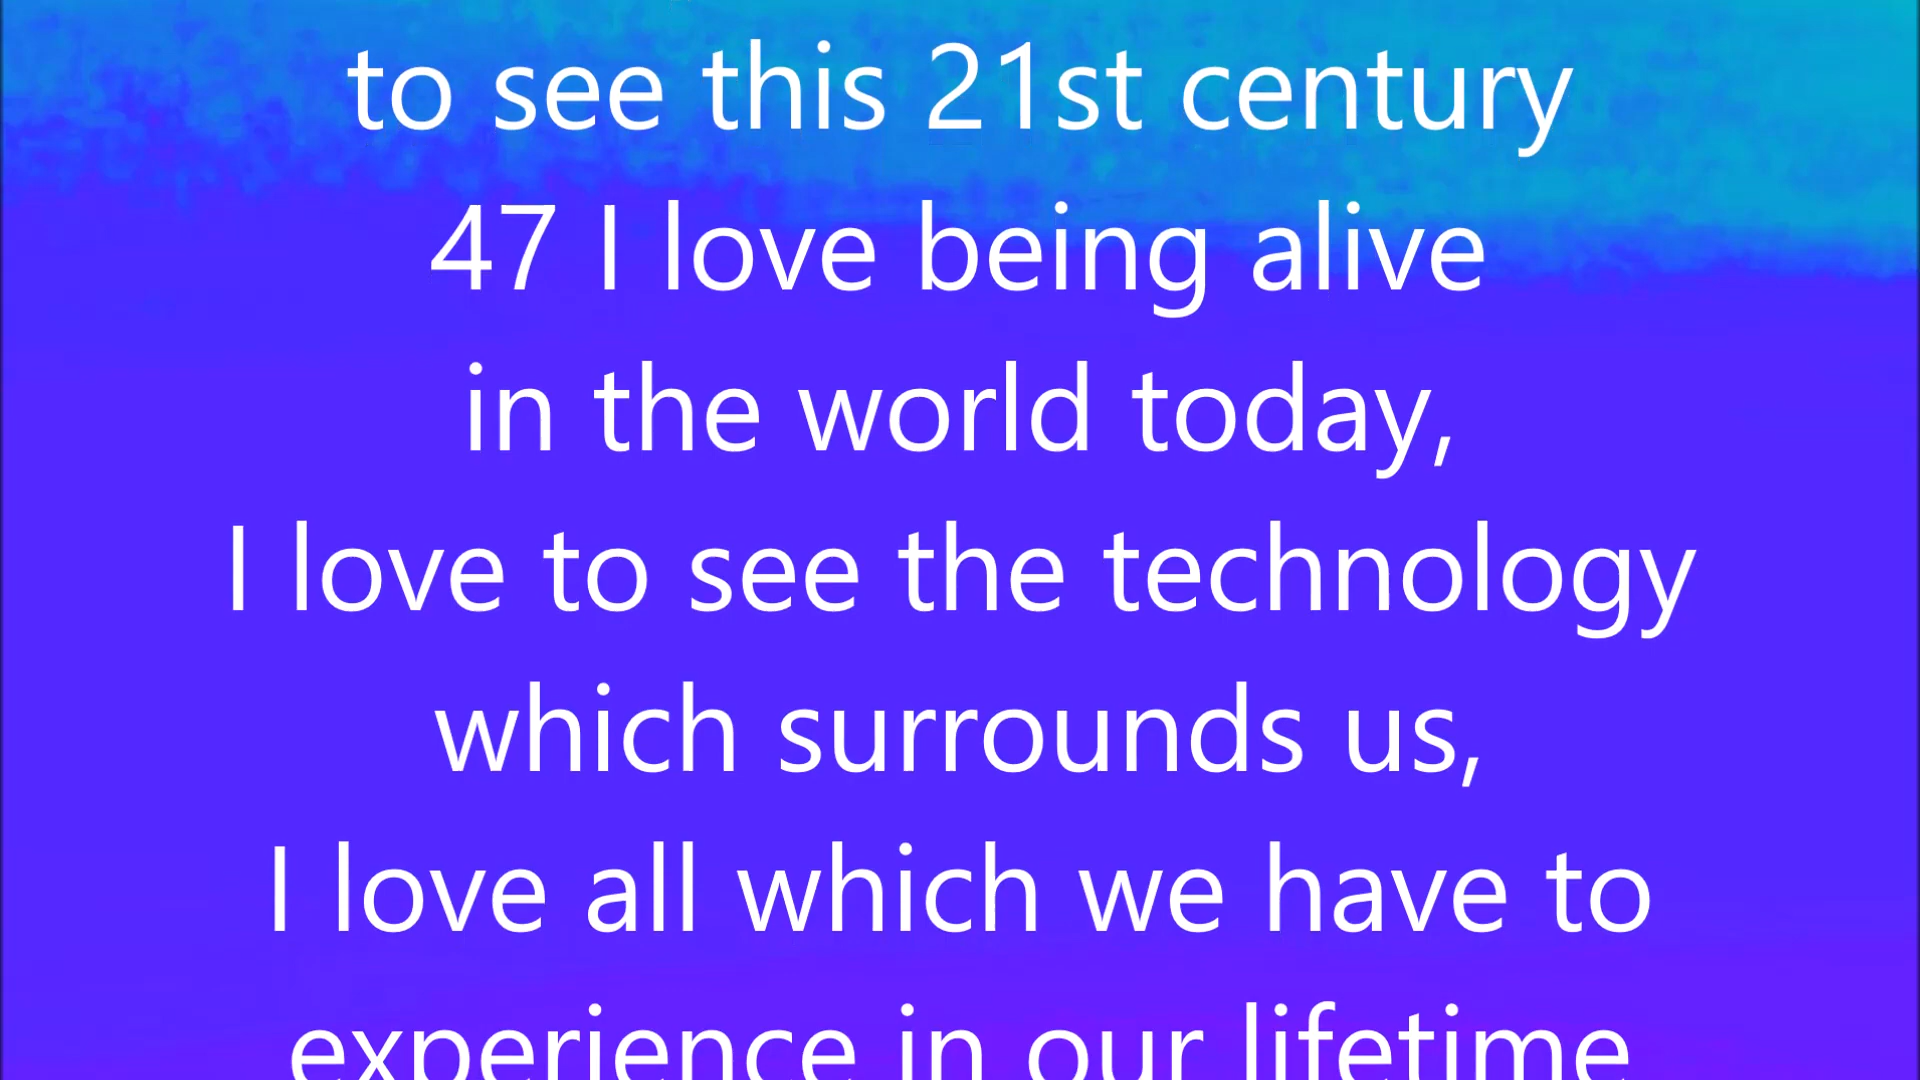 to see this 21st century
47 I love being alive
in the world today,
I love to see the technology
which surrounds us,
I love all which we have to
experience in our lifetime